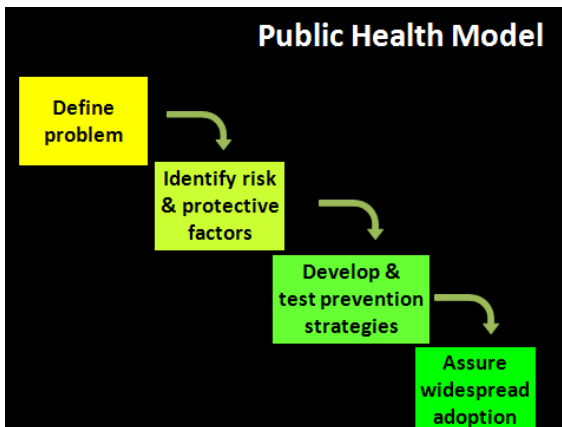 Public Health Model
Define
problem
Identify risk
& protective
factors
Develop &
test prevention
strategies
Assure
widespread
adoption